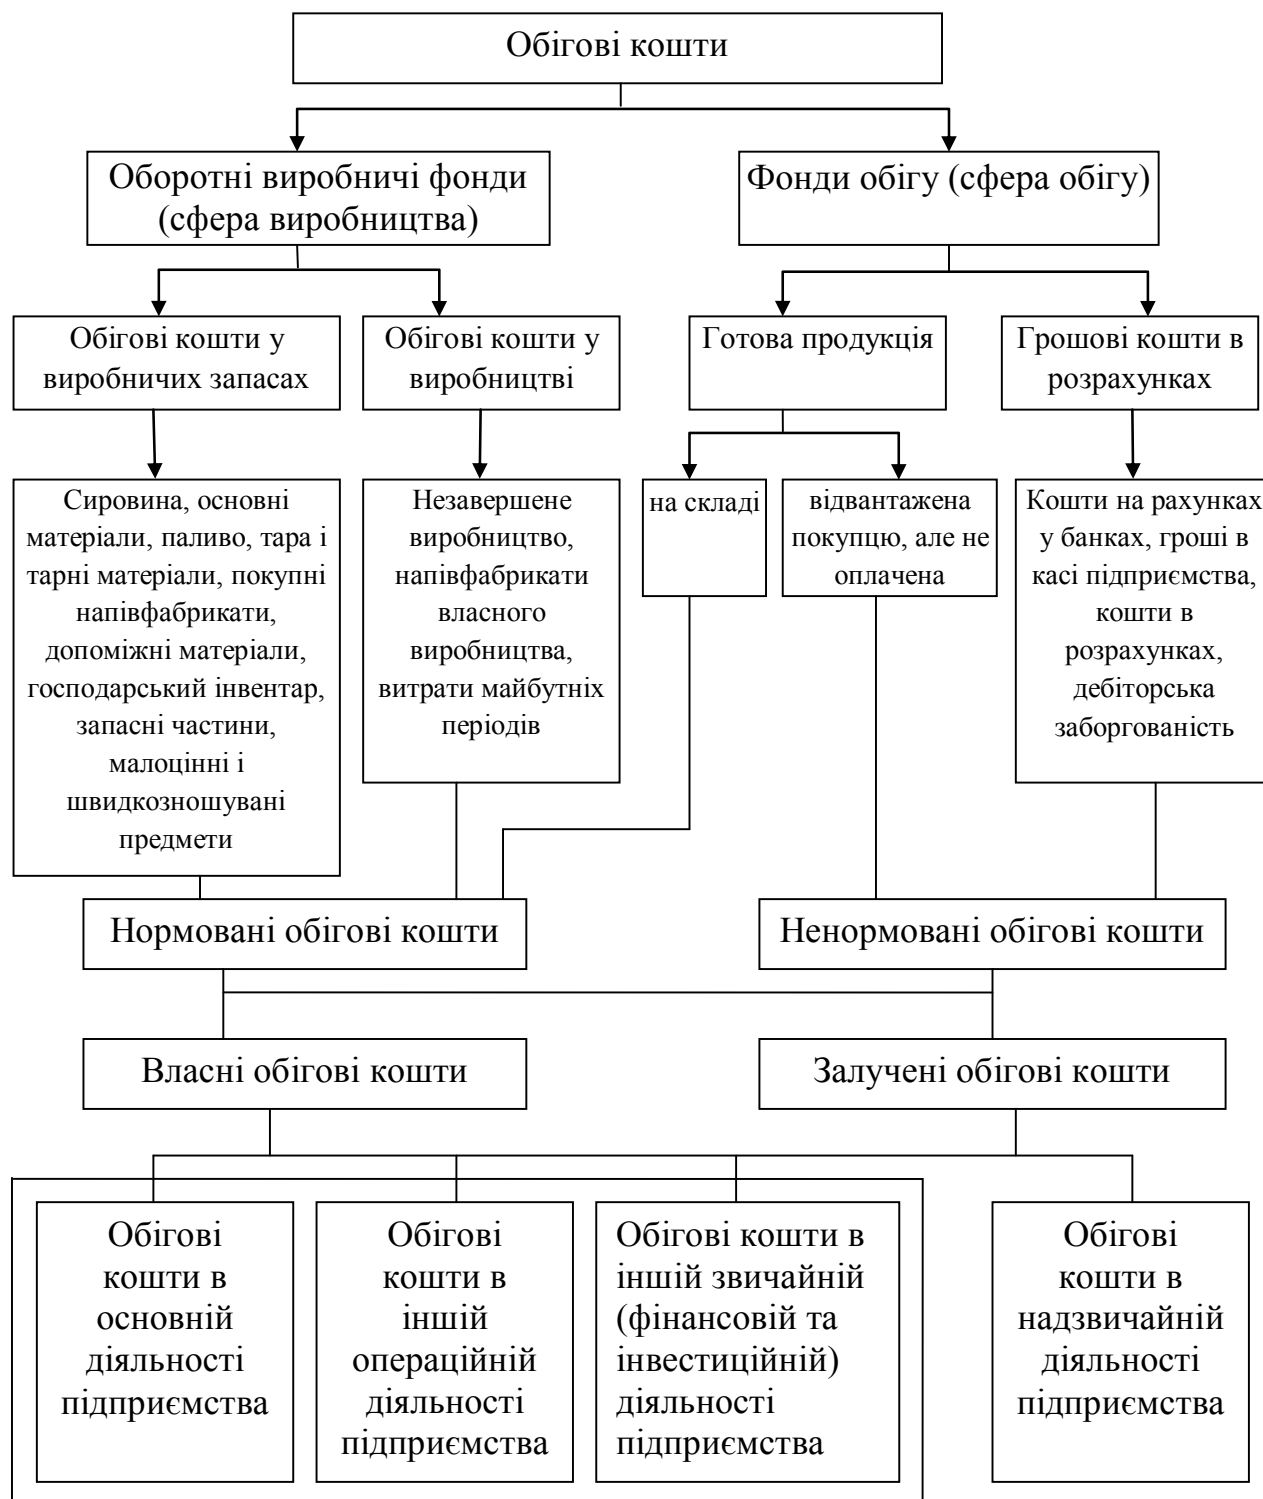 Обігові кошти
Оборотні виробничі фонди
(сфера виробництва)
Фонди обігу (сфера обігу)
Обігові кошти у
виробничих запасах
Обігові кошти у
виробництві
Готова продукція
Грошові кошти в
розрахунках
Сировина, основні
матеріали, паливо, тара і
тарні матеріали, покупні
напівфабрикати,
допоміжні матеріали,
господарський інвентар,
запасні частини,
малоцінні і
швидкозношувані
предмети
Незавершене
виробництво,
напівфабрикати
власного
виробництва,
витрати майбутніх
періодів
на складі
відвантажена
покупцю, але не
оплачена
Кошти на рахунках
у банках, гроші в
касі підприємства,
кошти в
розрахунках,
дебіторська
заборгованість
Нормовані обігові кошти
Ненормовані обігові кошти
Власні обігові кошти
Залучені обігові кошти
Обігові
кошти в
основній
діяльності
підприємства
Обігові
кошти в
іншій
операційній
діяльності
підприємства
Обігові кошти в
іншій звичайній
(фінансовій та
інвестиційній)
діяльності
підприємства
Обігові
кошти в
надзвичайній
діяльності
підприємства